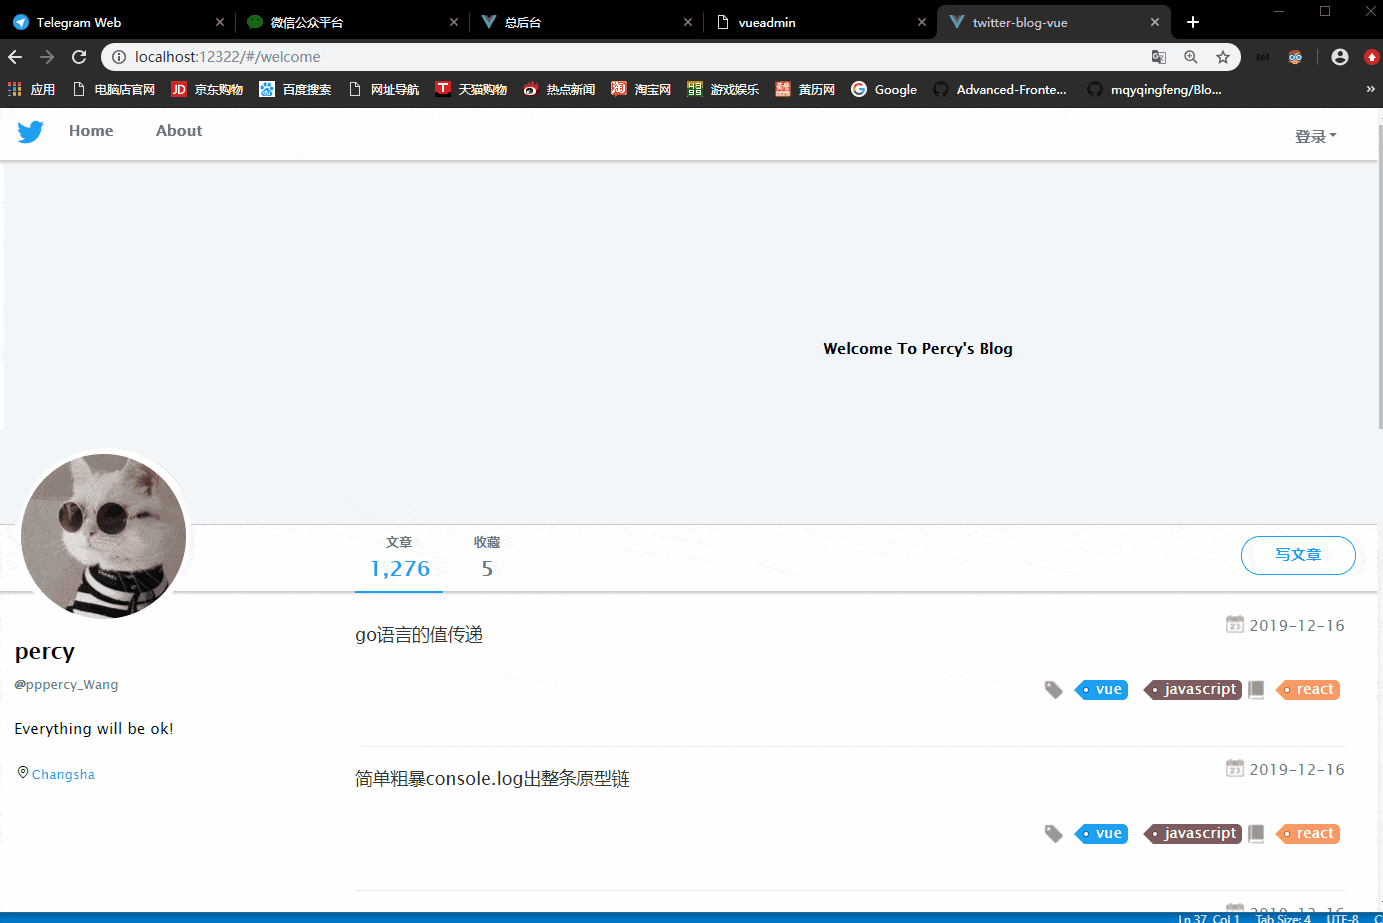 Telegram Web
微信公众平台
总后台
vueadmin
twitter-blog-vue
localhost:12322/#/welcome
应用
电脑店官网
京东购物
百度搜索
网址导航
天猫购物
热点新闻
淘宝网
游戏娱乐
黄历网
Google
Advanced-Fronte...
mqyqingfeng/Blo...
»
Home
About
登录
Welcome To Percy's Blog
文章
收藏
1,276
5
写文章
go语言的值传递
2019-12-16
percy
@pppercy_Wang
vue
javascript
react
Everything will be ok!
Changsha
简单粗暴console.log出整条原型链
2019-12-16
vue
javascript
react
Ln 37, Col 1
Tab Size: 4
UTF-8